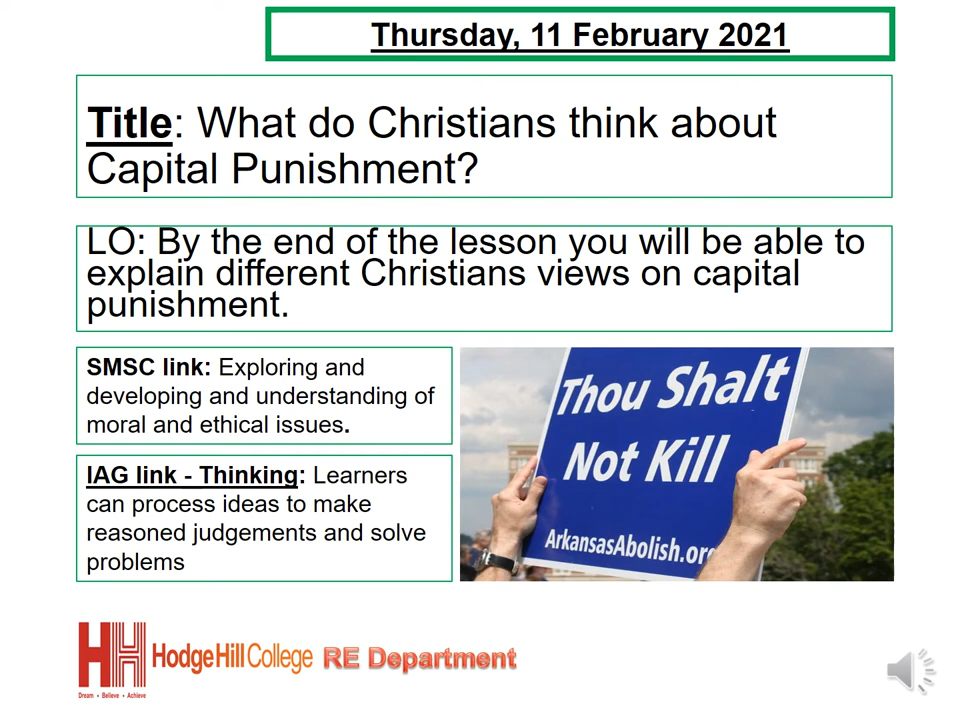 Thursday, 11 February 2021
Title: What do Christians think about
Capital Punishment?
LO: By the end of the lesson you will be able to
explain different Christians views on capital
punishment.
SMSC link: Exploring and
developing and understanding of
moral and ethical issues.
IAG link - Thinking: Learners
can process ideas to make
reasoned judgements and solve
problems
Thou Shalt
Not Kill
ArkansasAbolish.org
HH HodgeHillCollege RE Department
Dream • Believe • Achieve